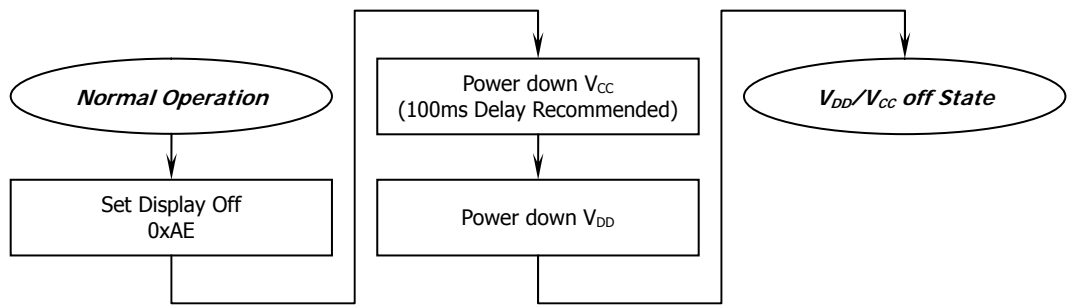 Normal Operation
Set Display Off
0xAE
Power down VCC
(100ms Delay Recommended)
Power down VDD
VDD/VCC off State